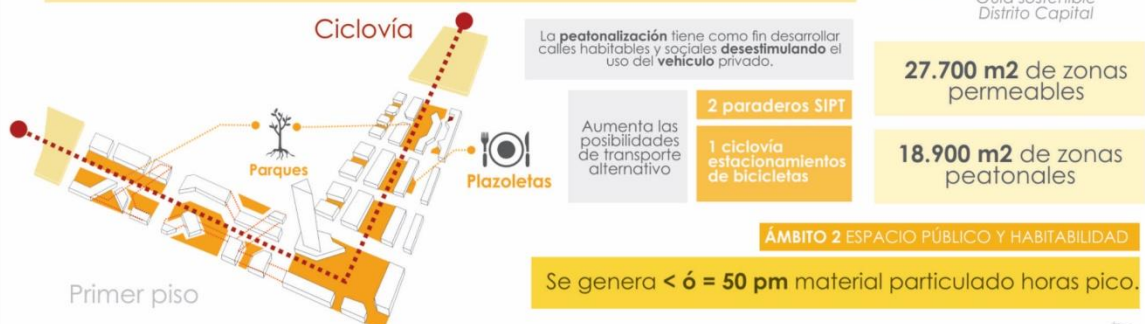 Guía sostenible
Distrito Capital
Ciclovía
La peatonalización tiene como fin desarrollar
calles habitables y sociales desestimulando el
uso del vehículo privado.
27.700 m2 de zonas
permeables
Aumenta las
posibilidades
de transporte
alternativo
2 paraderos SIPT
1 ciclovía
estacionamientos
de bicicletas
18.900 m2 de zonas
peatonales
Parques
Plazoletas
ÁMBITO 2 ESPACIO PÚBLICO Y HABITABILIDAD
Se genera < ó = 50 pm material particulado horas pico.
Primer piso